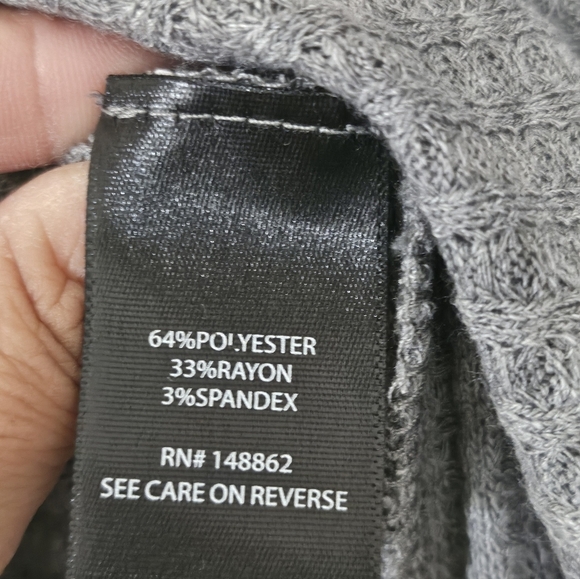 64%POLYESTER
33%RAYON
3%SPANDEX
RN# 148862
SEE CARE ON REVERSE